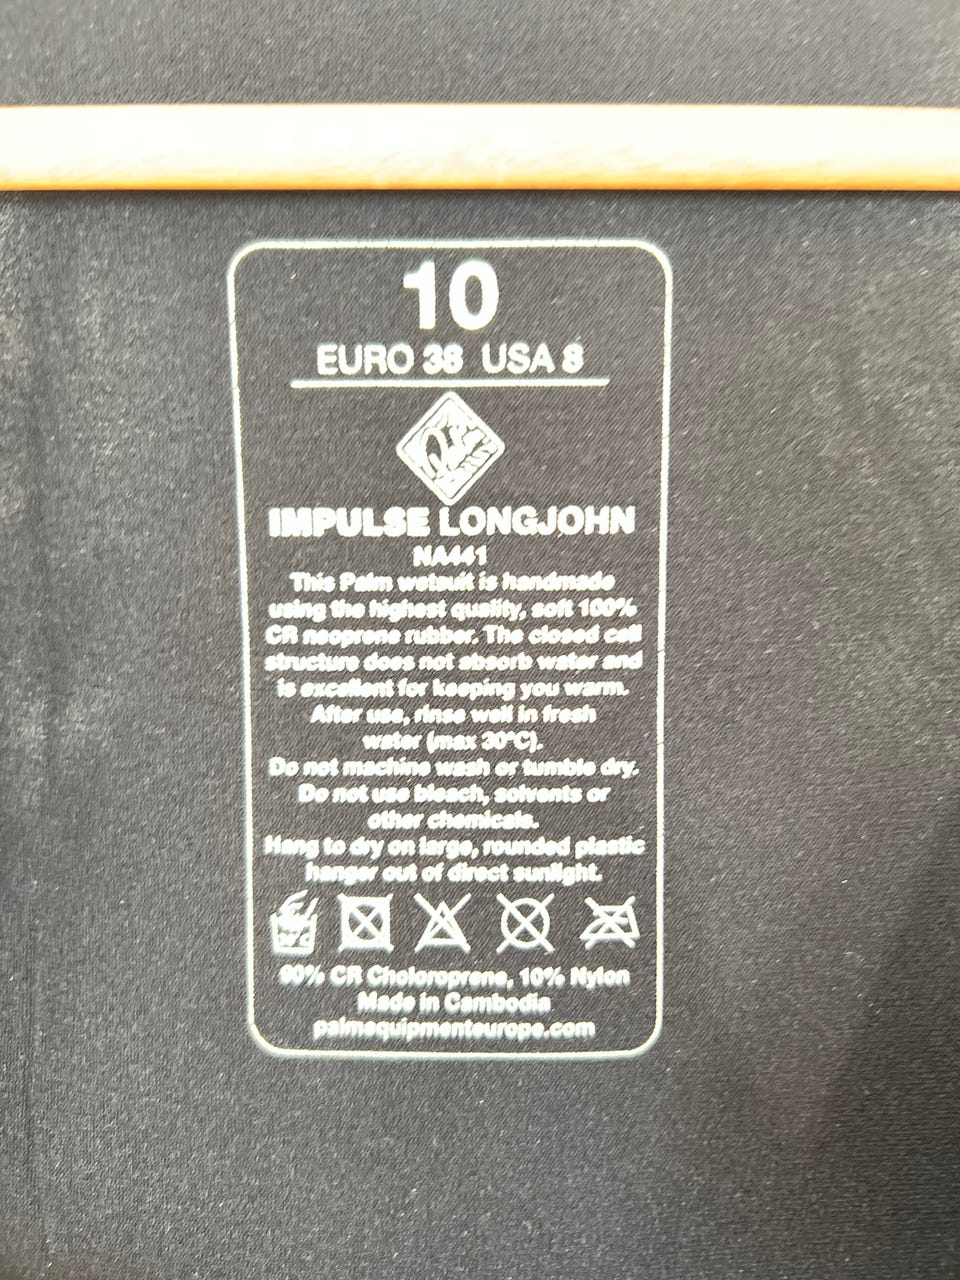 10
EURO 38 USA 8
IMPULSE LONGJOHN
NA441
This Palm wetsuit is handmade
using the highest quality, soft 100%
CR neoprene rubber. The closed cell
structure does not absorb water and
is excellent for keeping you warm.
After use, rinse well in fresh
water (max 30°C).
Do not machine wash or tumble dry.
Do not use bleach, solvents or
other chemicals.
Hang to dry on large, rounded plastic
hanger out of direct sunlight.
30°C
90% CR Choloroprene, 10% Nylon
Made in Cambodia
palmequipmenteurope.com